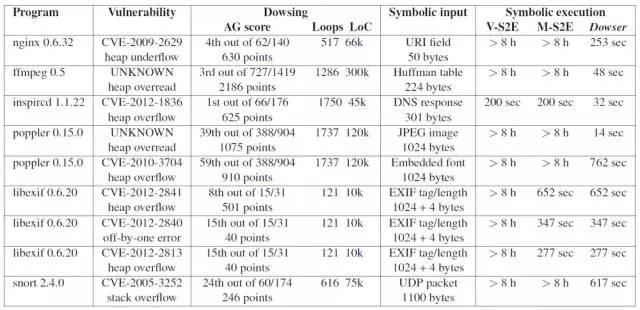 Program Vulnerability Dowsing Symbolic input Symbolic execution
AG score Loops LoC V-S2E M-S2E Dowser
nginx 0.6.32 CVE-2009-2629 4th out of 62/140 517 66k URI field > 8 h > 8 h 253 sec
heap underflow 630 points 50 bytes
ffmpeg 0.5 UNKNOWN 3rd out of 727/1419 1286 300k Huffman table > 8 h > 8 h 48 sec
heap overread 2186 points 224 bytes
inspircd 1.1.22 CVE-2012-1836 1st out of 66/176 1750 45k DNS response 200 sec 200 sec 32 sec
heap overflow 625 points 301 bytes
poppler 0.15.0 UNKNOWN 39th out of 388/904 1737 120k JPEG image > 8 h > 8 h 14 sec
heap overread 1075 points 1024 bytes
poppler 0.15.0 CVE-2010-3704 59th out of 388/904 1737 120k Embedded font > 8 h > 8 h 762 sec
heap overflow 910 points 1024 bytes
libexif 0.6.20 CVE-2012-2841 8th out of 15/31 121 10k EXIF tag/length > 8 h 652 sec 652 sec
heap overflow 501 points 1024 + 4 bytes
libexif 0.6.20 CVE-2012-2840 15th out of 15/31 121 10k EXIF tag/length > 8 h 347 sec 347 sec
off-by-one error 40 points 1024 + 4 bytes
libexif 0.6.20 CVE-2012-2813 15th out of 15/31 121 10k EXIF tag/length > 8 h 277 sec 277 sec
heap overflow 40 points 1024 + 4 bytes
snort 2.4.0 CVE-2005-3252 24th out of 60/174 616 75k UDP packet > 8 h > 8 h 617 sec
stack overflow 246 points 1100 bytes